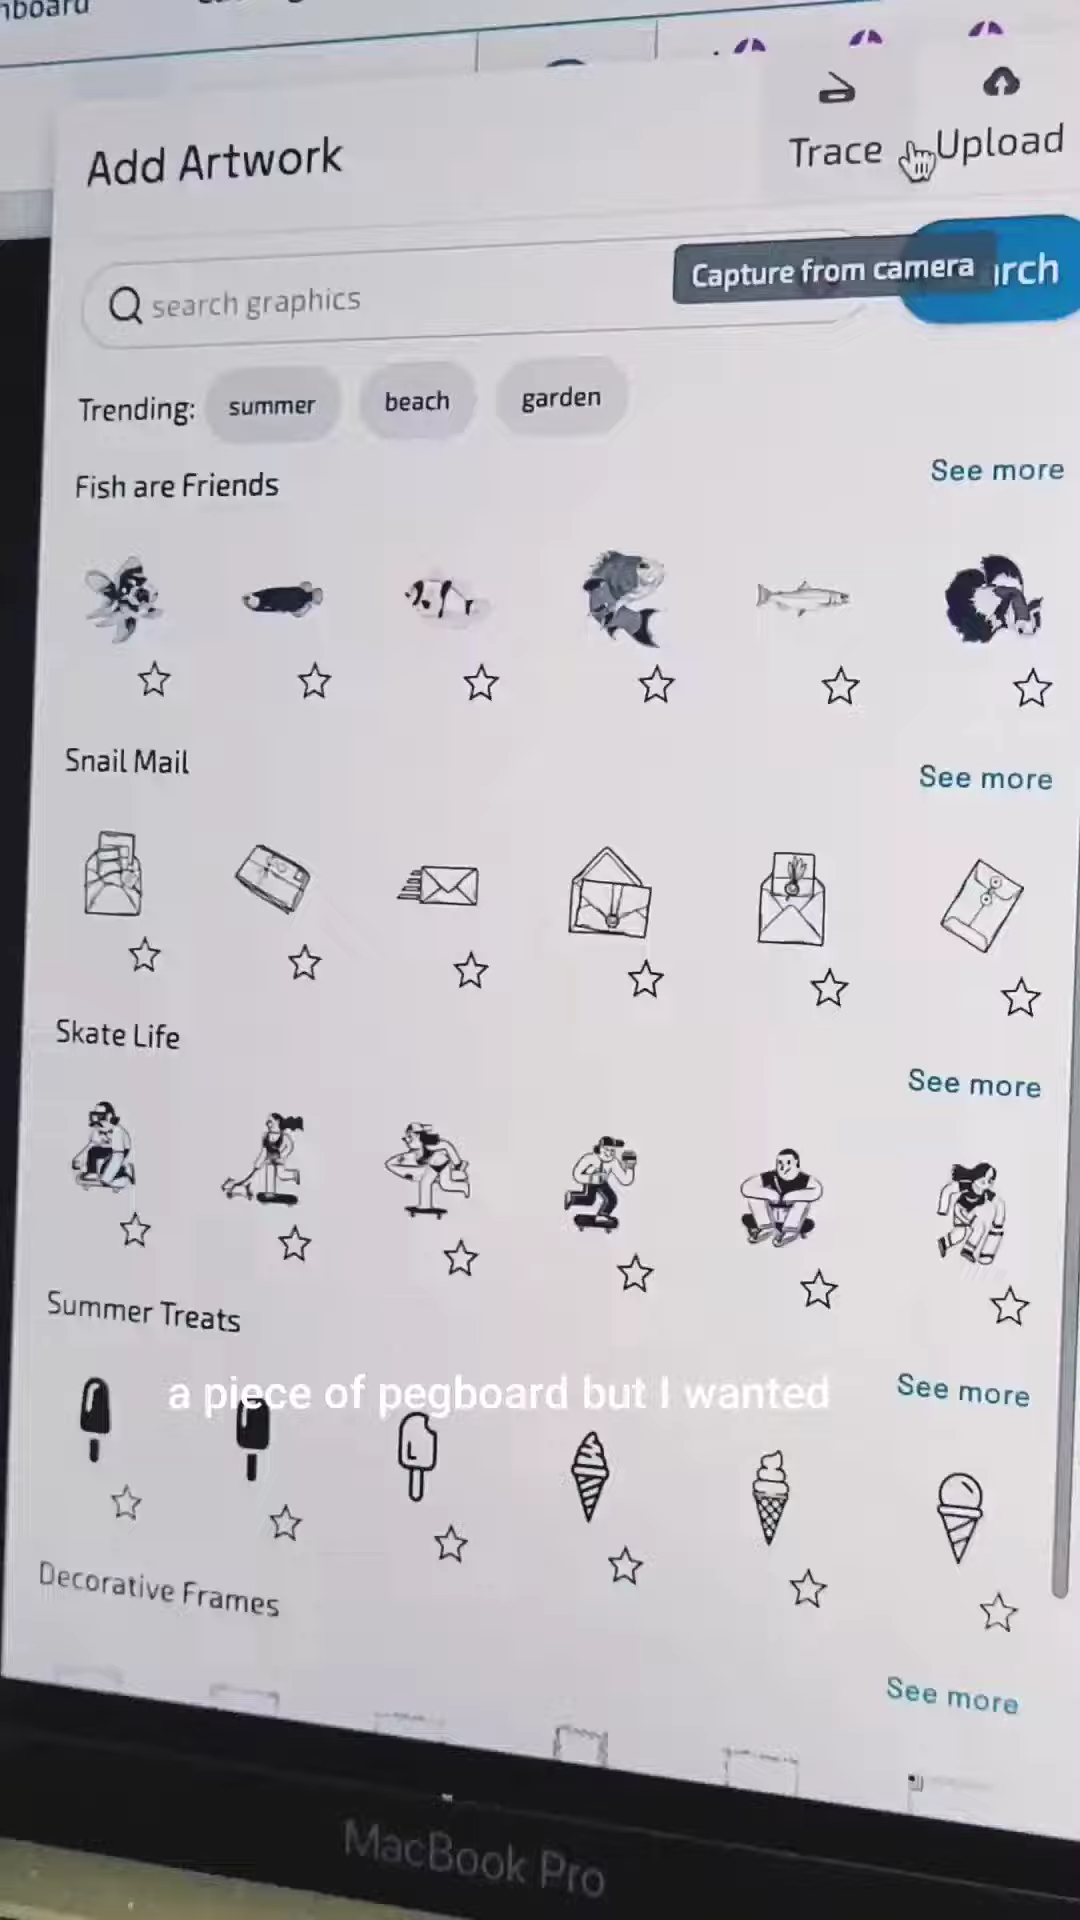 Add Artwork
Trace
Upload
search graphics
Capture from camera
Trending:
summer
beach
garden
Fish are Friends
See more
Snail Mail
See more
Skate Life
See more
Summer Treats
a piece of pegboard but I wanted
See more
Decorative Frames
See more
MacBook Pro